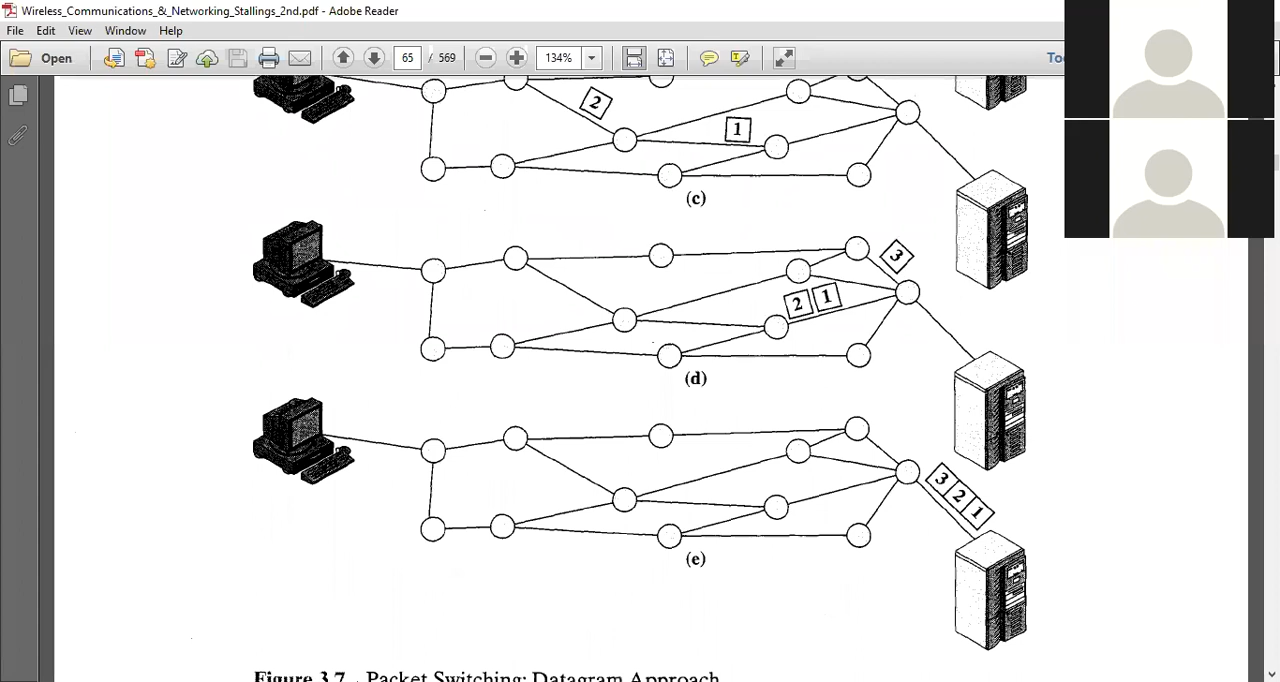 Wireless_Communications_&_Networking_Stallings_2nd.pdf - Adobe Reader
File Edit View Window Help
Open 65 / 569 134%
2
1
(c)
3
2 1
(d)
3 2 1
(e)
Figure 3.7 Packet Switching: Datagram Approach